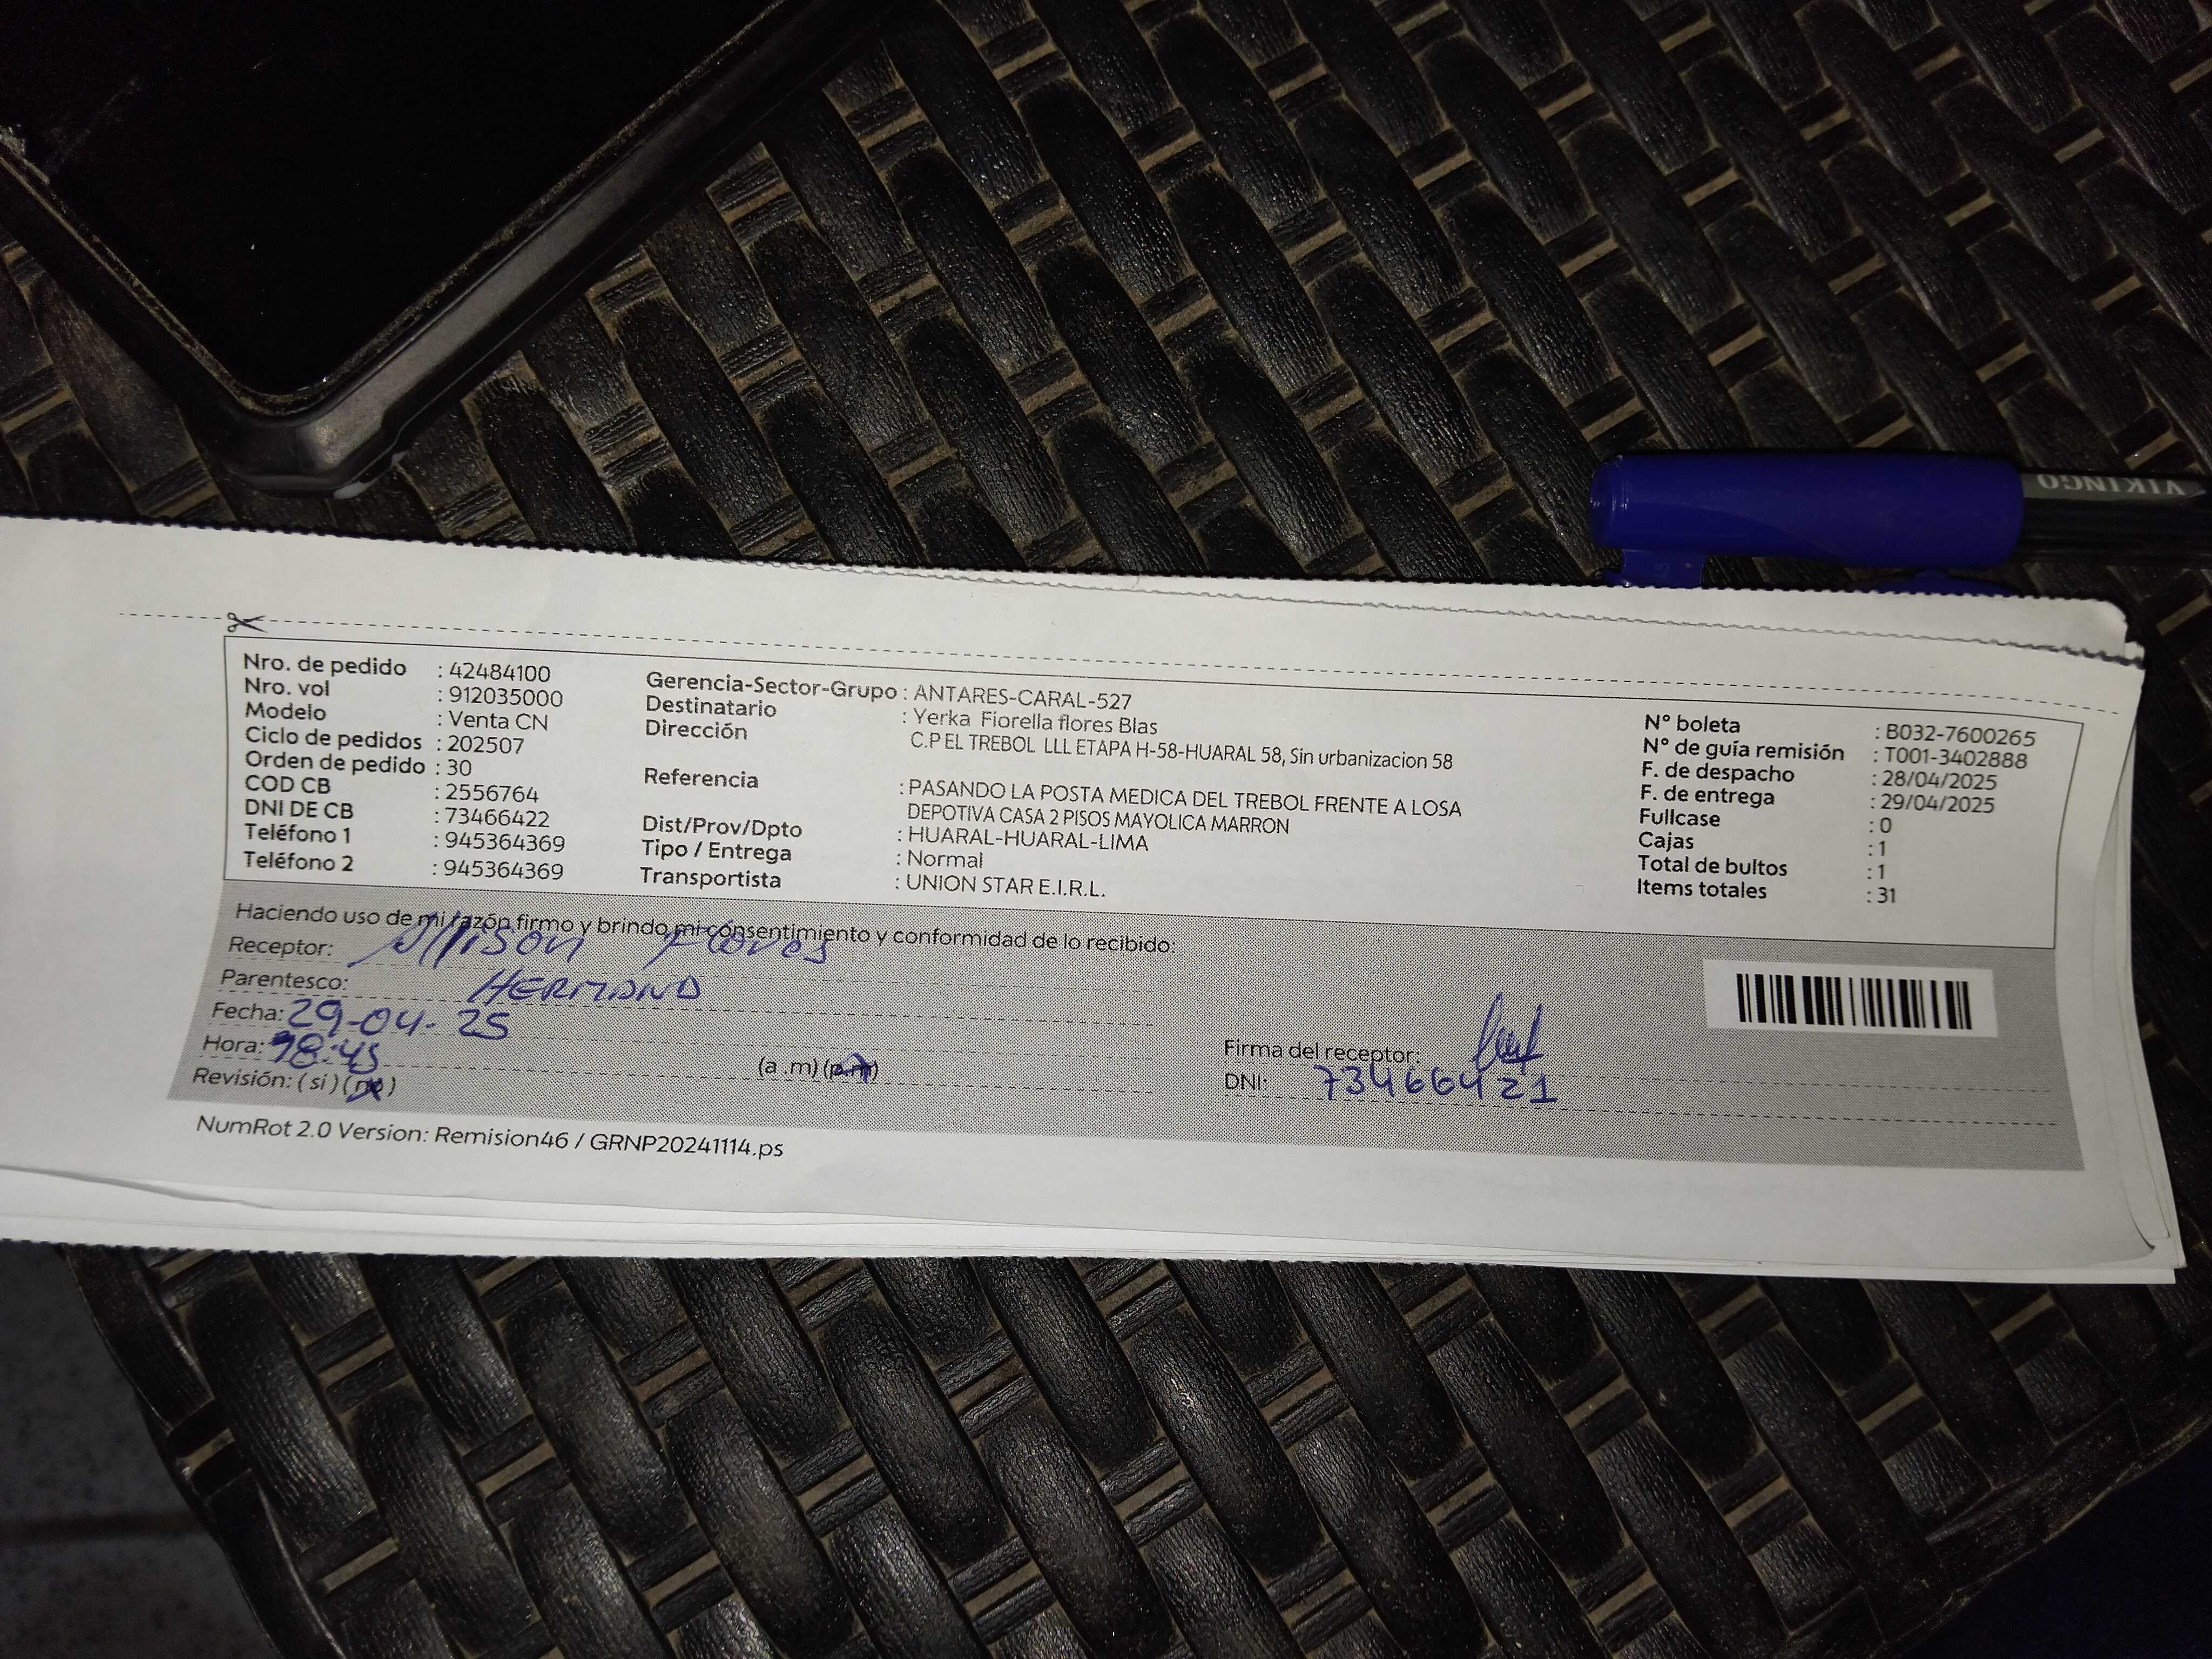 VIKINGO
Nro. de pedido : 42484100
Nro. vol : 912035000
Modelo : Venta CN
Ciclo de pedidos : 202507
Orden de pedido : 30
COD CB : 2556764
DNI DE CB : 73466422
Teléfono 1 : 945364369
Teléfono 2 : 945364369
Gerencia-Sector-Grupo : ANTARES-CARAL-527
Destinatario : Yerka Fiorella flores Blas
Dirección C.P EL TREBOL LLL ETAPA H-58-HUARAL 58, Sin urbanizacion 58
Referencia : PASANDO LA POSTA MEDICA DEL TREBOL FRENTE A LOSA
DEPOTIVA CASA 2 PISOS MAYOLICA MARRON
Dist/Prov/Dpto : HUARAL-HUARAL-LIMA
Tipo / Entrega : Normal
Transportista : UNION STAR E.I.R.L.
N° boleta : B032-7600265
N° de guía remisión : T001-3402888
F. de despacho : 28/04/2025
F. de entrega : 29/04/2025
Fullcase : 0
Cajas : 1
Total de bultos : 1
Items totales : 31
Haciendo uso de mi razón firmo y brindo mi consentimiento y conformidad de lo recibido:
Receptor: Allison Flores
Parentesco: HERMANA
Fecha: 29-04-25
Hora: 18:45 (a .m) (p.m)
Revisión: ( si ) ( no )
Firma del receptor:
DNI: 73466421
NumRot 2.0 Version: Remision46 / GRNP20241114.ps